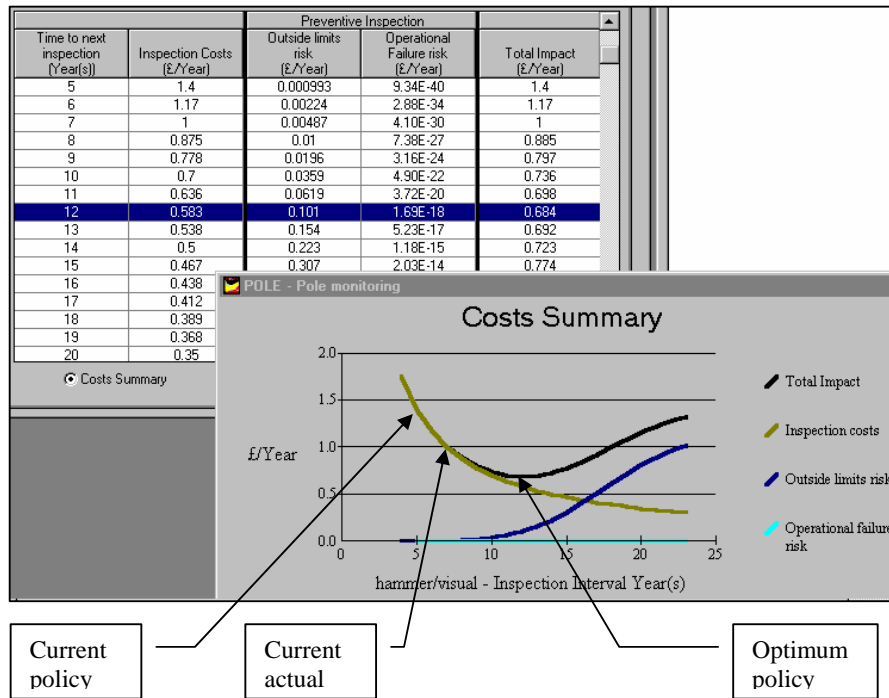 Preventive Inspection
Time to next inspection (Year(s)) Inspection Costs (£/Year) Outside limits risk (£/Year) Operational Failure risk (£/Year) Total Impact (£/Year)
5 1.4 0.000993 9.34E-40 1.4
6 1.17 0.00224 2.88E-34 1.17
7 1 0.00487 4.10E-30 1
8 0.875 0.01 7.38E-27 0.885
9 0.778 0.0196 3.16E-24 0.797
10 0.7 0.0359 4.90E-22 0.736
11 0.636 0.0619 3.72E-20 0.698
12 0.583 0.101 1.69E-18 0.684
13 0.538 0.154 5.23E-17 0.692
14 0.5 0.223 1.18E-15 0.723
15 0.467 0.307 2.03E-14 0.774
16 0.438
17 0.412
18 0.389
19 0.368
20 0.35
Costs Summary
POLE - Pole monitoring
Costs Summary
£/Year
2.0
1.5
1.0
0.5
0.0
0 5 10 15 20 25
hammer/visual - Inspection Interval Year(s)
Total Impact
Inspection costs
Outside limits risk
Operational failure
risk
Current
policy
Current
actual
Optimum
policy